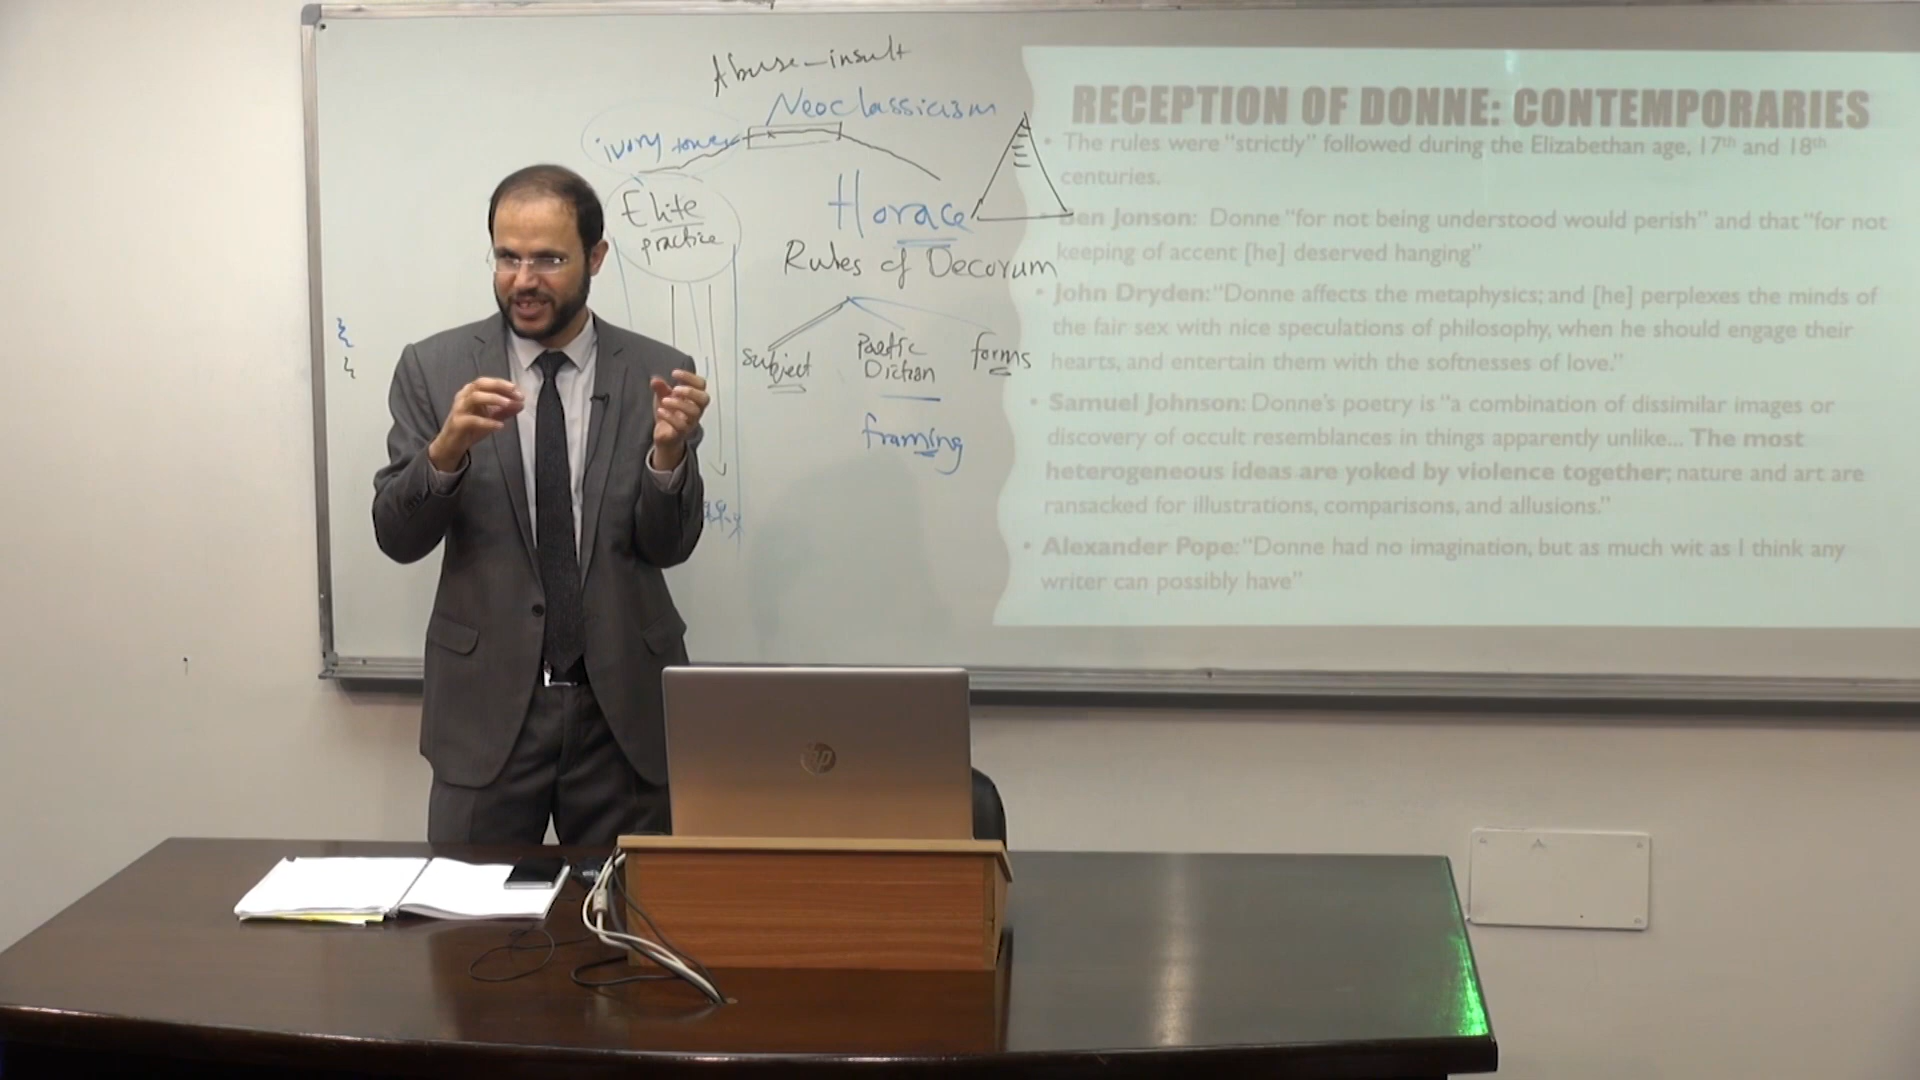 Abuse-insult
Neoclassicism
ivory tower
Elite
practice
Horace
Rules of Decorum
subject
Poetic
Diction
forms
framing
RECEPTION OF DONNE: CONTEMPORARIES
• The rules were "strictly" followed during the Elizabethan age, 17th and 18th
centuries.
Ben Jonson: Donne "for not being understood would perish" and that "for not
keeping of accent [he] deserved hanging"
• John Dryden: "Donne affects the metaphysics; and [he] perplexes the minds of
the fair sex with nice speculations of philosophy, when he should engage their
hearts, and entertain them with the softnesses of love."
• Samuel Johnson: Donne's poetry is "a combination of dissimilar images or
discovery of occult resemblances in things apparently unlike... The most
heterogeneous ideas are yoked by violence together; nature and art are
ransacked for illustrations, comparisons, and allusions."
• Alexander Pope: "Donne had no imagination, but as much wit as I think any
writer can possibly have"
hp